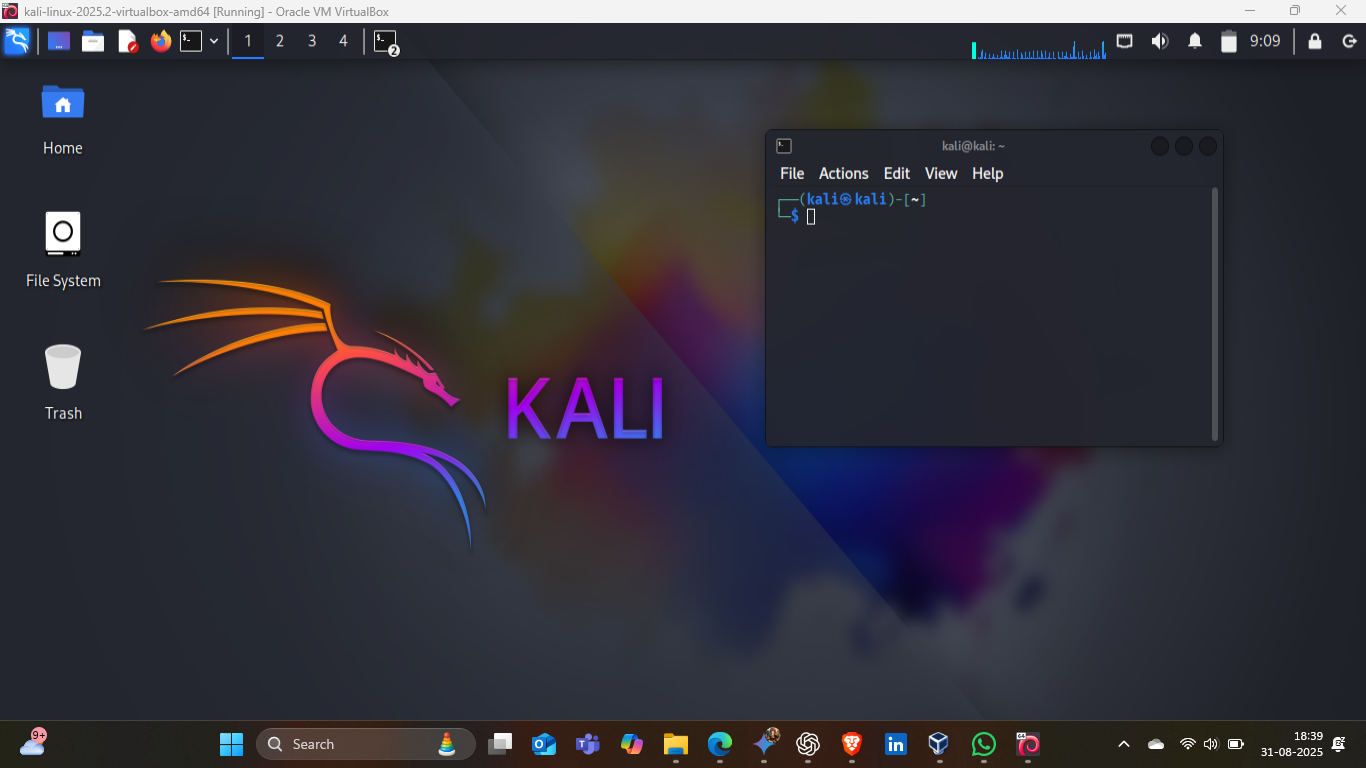 kali-linux-2025.2-virtualbox-amd64 [Running] - Oracle VM VirtualBox
1 2 3 4 2 9:09
Home
File System
Trash
KALI
kali@kali: ~
File Actions Edit View Help
┌──(kali㉿kali)-[~]
└─$
9+
Search
18:39
31-08-2025